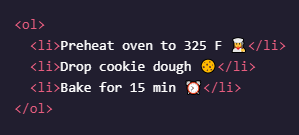 <ol>
<li>Preheat oven to 325 F 👩‍🍳</li>
<li>Drop cookie dough 🍪</li>
<li>Bake for 15 min ⏰</li>
</ol>